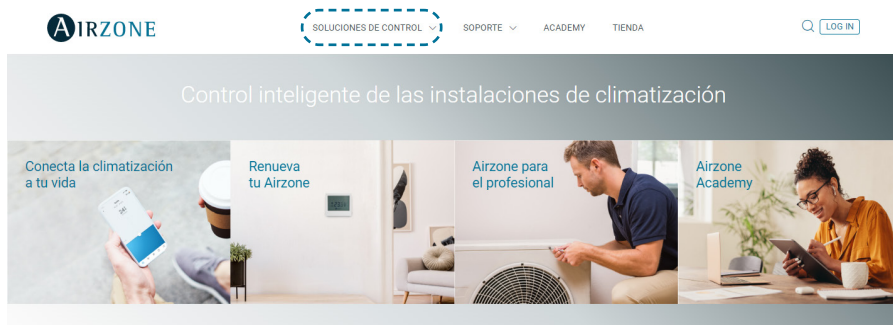 AIRZONE
SOLUCIONES DE CONTROL SOPORTE ACADEMY TIENDA LOG IN
Control inteligente de las instalaciones de climatización
Conecta la climatización
a tu vida
Renueva
tu Airzone
Airzone para
el profesional
Airzone
Academy